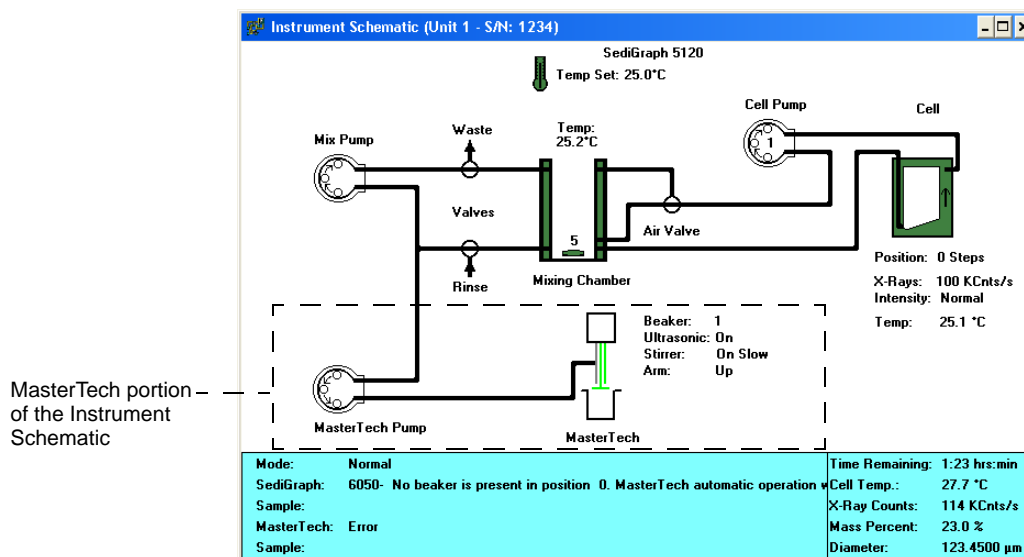 Instrument Schematic (Unit 1 - S/N: 1234)
SediGraph 5120
Temp Set: 25.0°C
Cell Pump
Cell
1
Mix Pump
Waste
Temp:
25.2°C
Valves
Air Valve
5
Rinse
Mixing Chamber
Position: 0 Steps
X-Rays: 100 KCnts/s
Intensity: Normal
Temp: 25.1 °C
Beaker: 1
Ultrasonic: On
Stirrer: On Slow
Arm: Up
MasterTech Pump
MasterTech
MasterTech portion
of the Instrument
Schematic
Mode: Normal
SediGraph: 6050- No beaker is present in position 0. MasterTech automatic operation
Sample:
MasterTech: Error
Sample:
Time Remaining: 1:23 hrs:min
Cell Temp.: 27.7 °C
X-Ray Counts: 114 KCnts/s
Mass Percent: 23.0 %
Diameter: 123.4500 µm